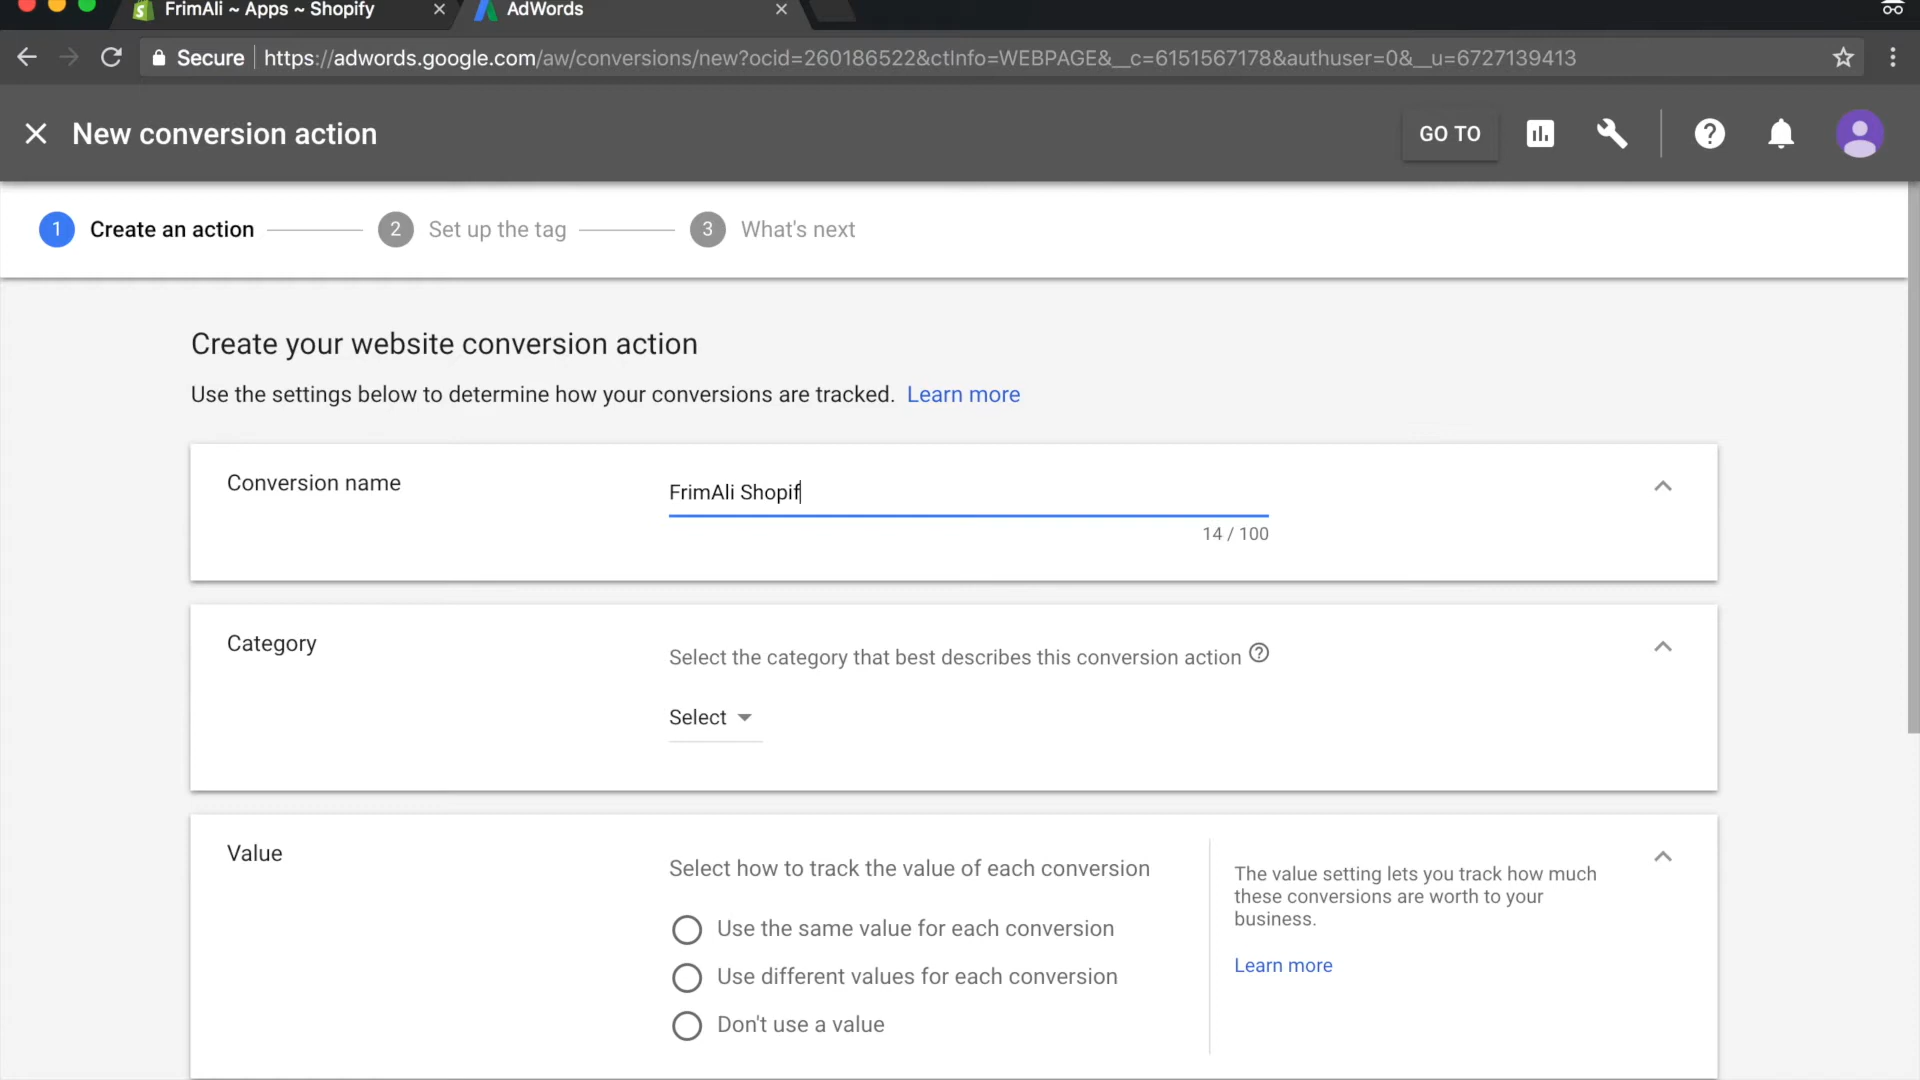 FrimAli ~ Apps ~ Shopify
AdWords
Secure
https://adwords.google.com/aw/conversions/new?ocid=260186522&ctInfo=WEBPAGE&__c=6151567178&authuser=0&__u=6727139413
New conversion action
GO TO
1 Create an action
2 Set up the tag
3 What's next
Create your website conversion action
Use the settings below to determine how your conversions are tracked. Learn more
Conversion name
FrimAli Shopif
14 / 100
Category
Select the category that best describes this conversion action
Select
Value
Select how to track the value of each conversion
Use the same value for each conversion
Use different values for each conversion
Don't use a value
The value setting lets you track how much
these conversions are worth to your
business.
Learn more